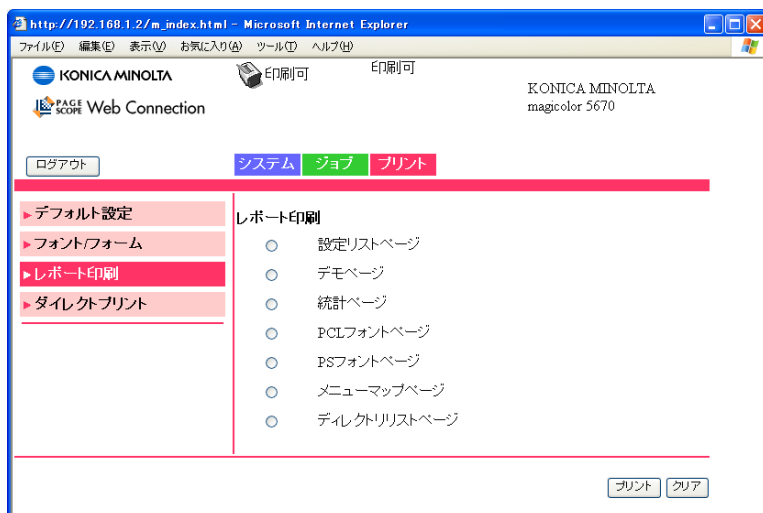 http://192.168.1.2/m_index.html - Microsoft Internet Explorer
ファイル(F) 編集(E) 表示(V) お気に入り(A) ツール(T) ヘルプ(H)
KONICA MINOLTA
印刷可
印刷可
KONICA MINOLTA
magicolor 5670
PAGE SCOPE Web Connection
ログアウト
システム ジョブ プリント
デフォルト設定
フォント/フォーム
レポート印刷
ダイレクトプリント
レポート印刷
設定リストページ
デモページ
統計ページ
PCLフォントページ
PSフォントページ
メニューマップページ
ディレクトリリストページ
プリント クリア